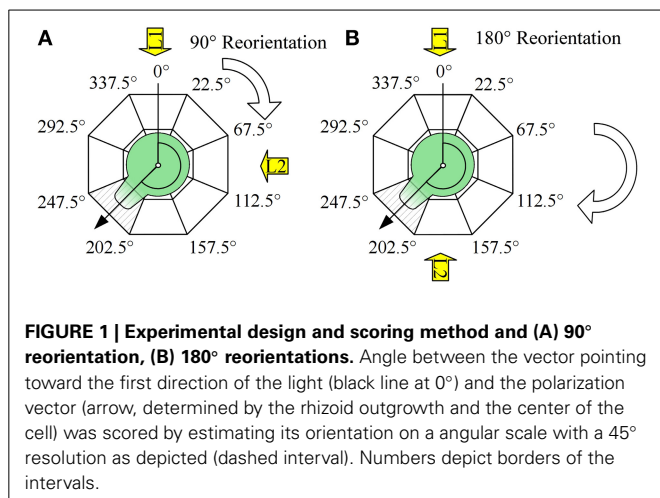 A
L1
90° Reorientation
0°
337.5°
22.5°
292.5°
67.5°
L2
247.5°
112.5°
202.5°
157.5°
B
L1
180° Reorientation
0°
337.5°
22.5°
292.5°
67.5°
247.5°
112.5°
202.5°
157.5°
L2
FIGURE 1 | Experimental design and scoring method and (A) 90°
reorientation, (B) 180° reorientations. Angle between the vector pointing
toward the first direction of the light (black line at 0°) and the polarization
vector (arrow, determined by the rhizoid outgrowth and the center of the
cell) was scored by estimating its orientation on a angular scale with a 45°
resolution as depicted (dashed interval). Numbers depict borders of the
intervals.